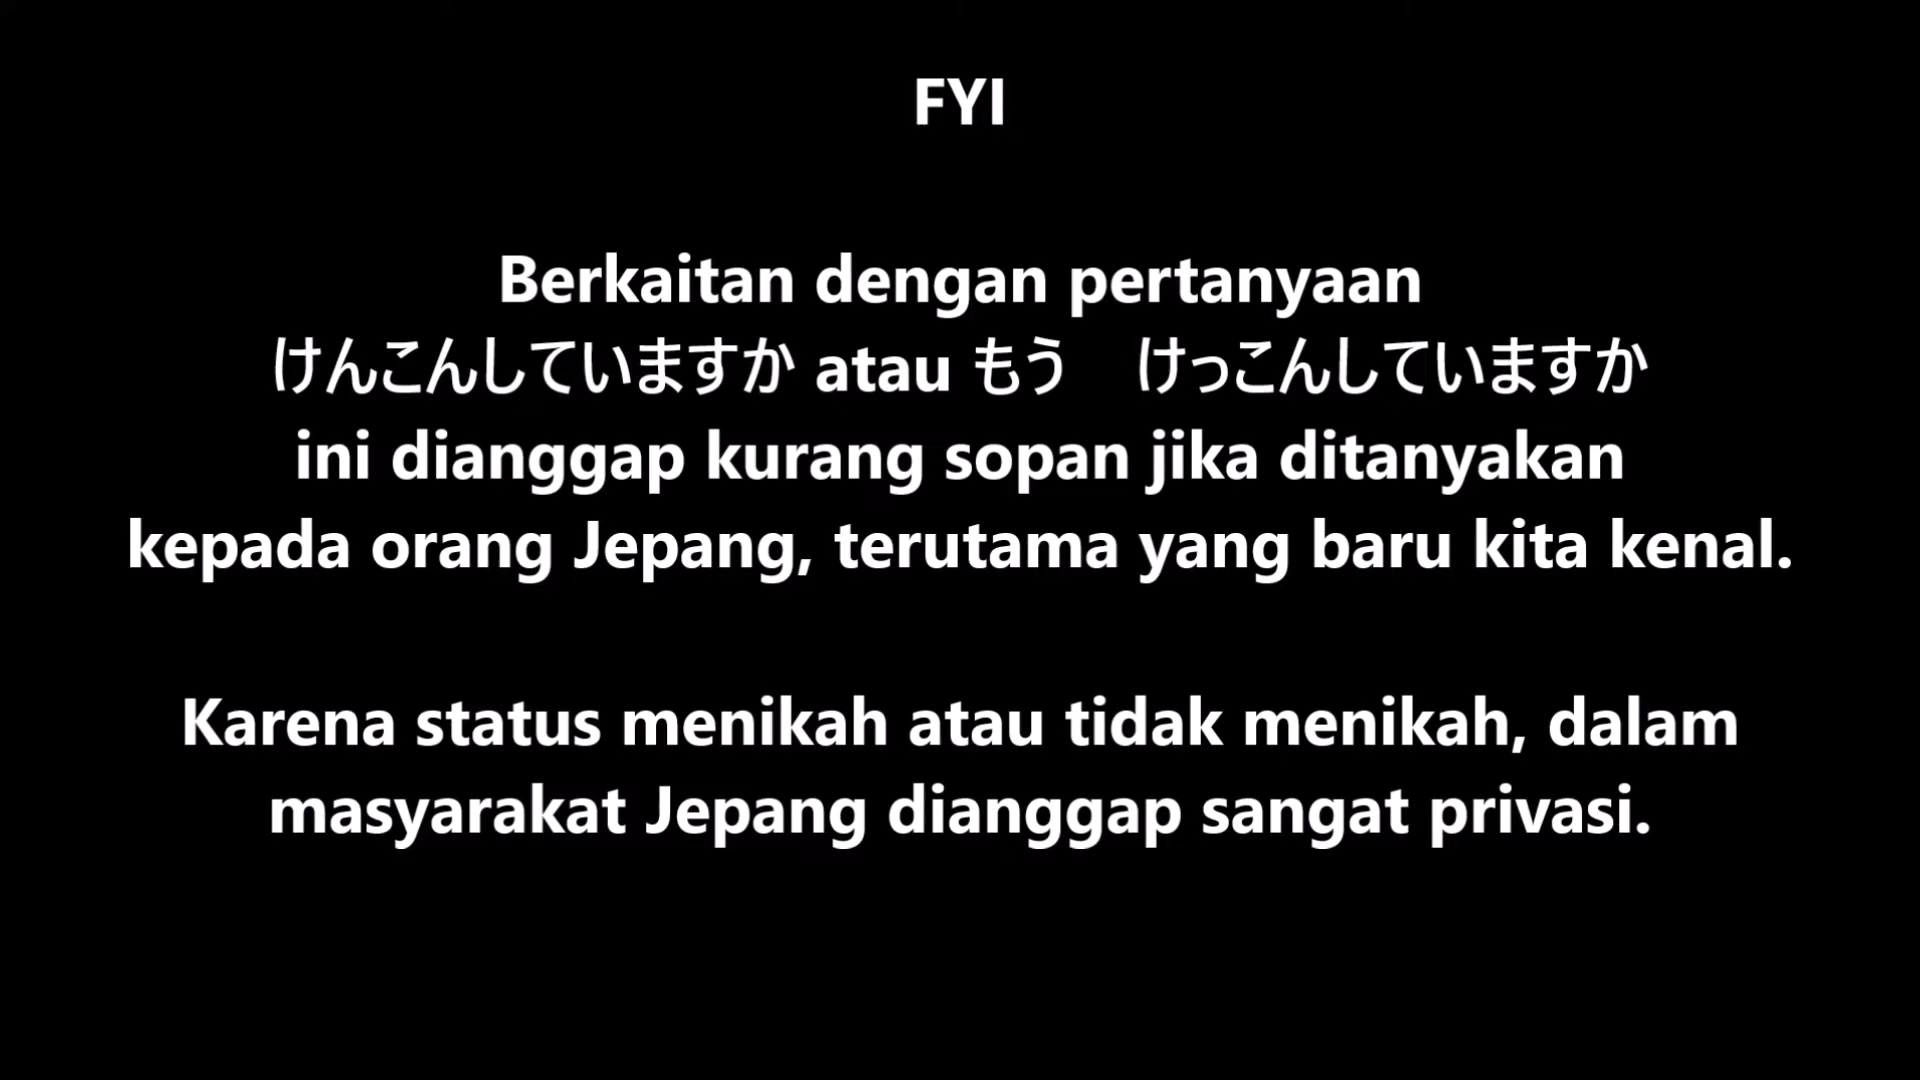 FYI
Berkaitan dengan pertanyaan
けんこんしていますか atau もう　けっこんしていますか
ini dianggap kurang sopan jika ditanyakan
kepada orang Jepang, terutama yang baru kita kenal.
Karena status menikah atau tidak menikah, dalam
masyarakat Jepang dianggap sangat privasi.